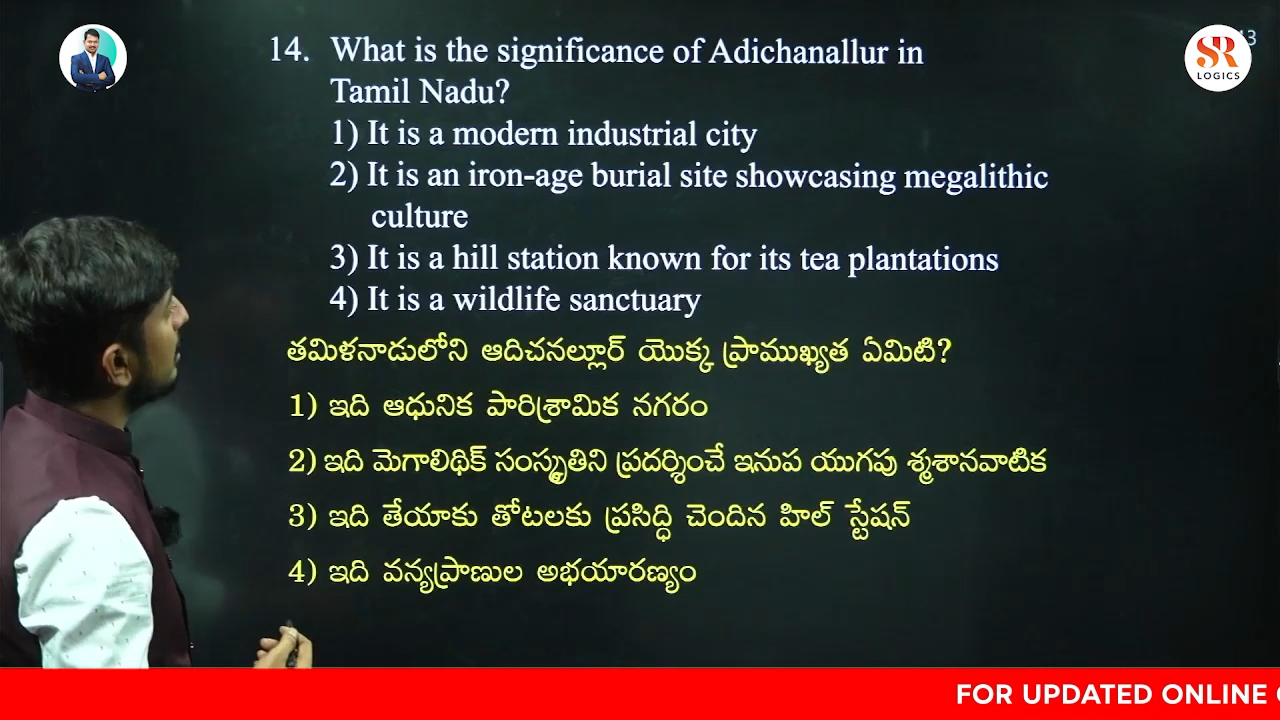 14. What is the significance of Adichanallur in
Tamil Nadu?
1) It is a modern industrial city
2) It is an iron-age burial site showcasing megalithic
culture
3) It is a hill station known for its tea plantations
4) It is a wildlife sanctuary
తమిళనాడులోని ఆదిచనల్లూర్ యొక్క ప్రాముఖ్యత ఏమిటి?
1) ఇది ఆధునిక పారిశ్రామిక నగరం
2) ఇది మెగాలిథిక్ సంస్కృతిని ప్రదర్శించే ఇనుప యుగపు శ్మశానవాటిక
3) ఇది తేయాకు తోటలకు ప్రసిద్ధి చెందిన హిల్ స్టేషన్
4) ఇది వన్యప్రాణుల అభయారణ్యం
SR
LOGICS
FOR UPDATED ONLINE